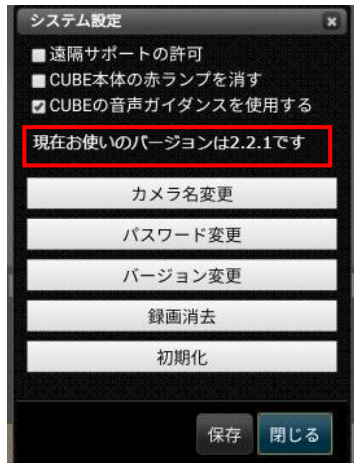 システム設定
遠隔サポートの許可
CUBE本体の赤ランプを消す
CUBEの音声ガイダンスを使用する
現在お使いのバージョンは2.2.1です
カメラ名変更
パスワード変更
バージョン変更
録画消去
初期化
保存 閉じる